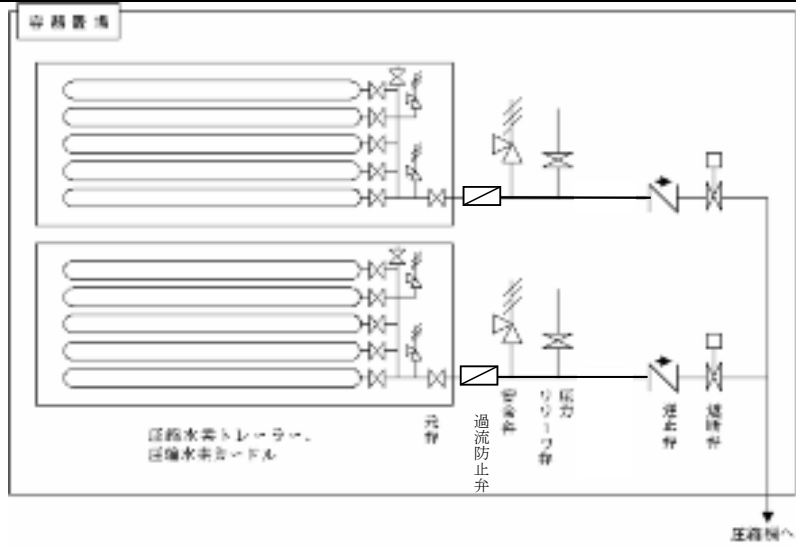 容器置場
圧縮水素トレーラー、
圧縮水素カードル
元弁
過流防止弁
安全弁
圧力
リリーフ弁
逆止弁
遮断弁
圧縮機へ